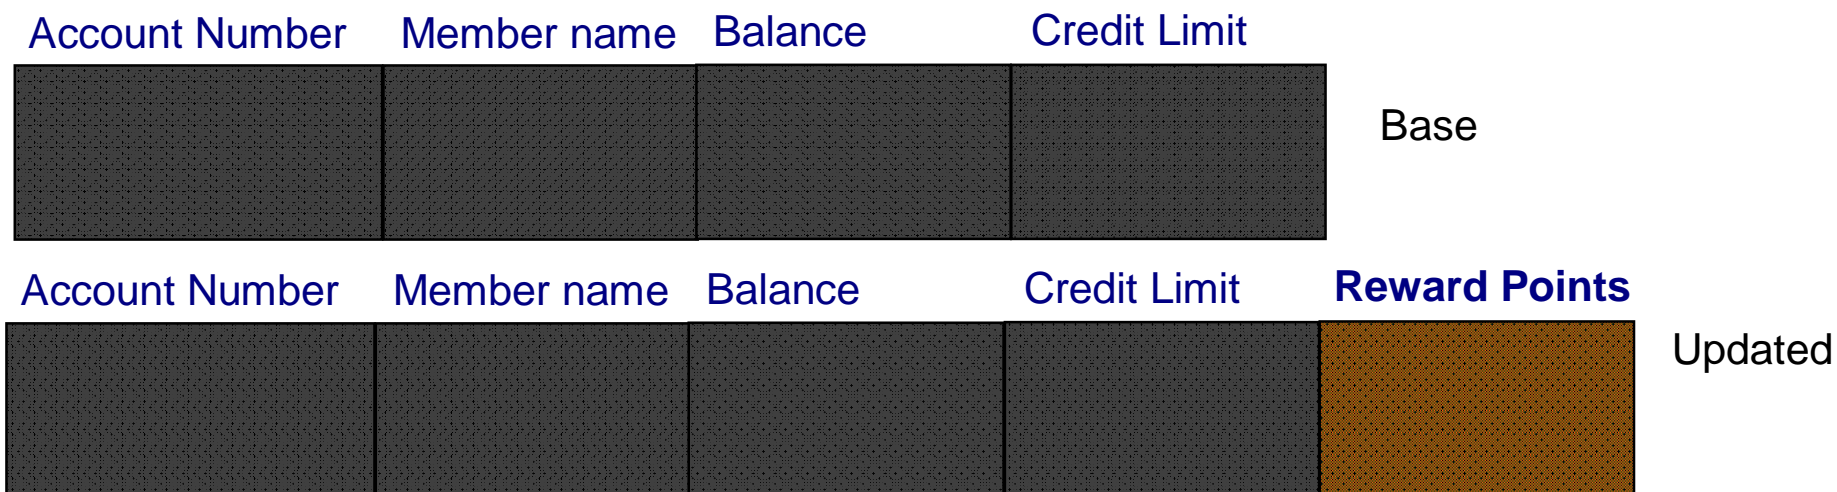 Account Number Member name Balance Credit Limit
Base
Account Number Member name Balance Credit Limit Reward Points
Updated